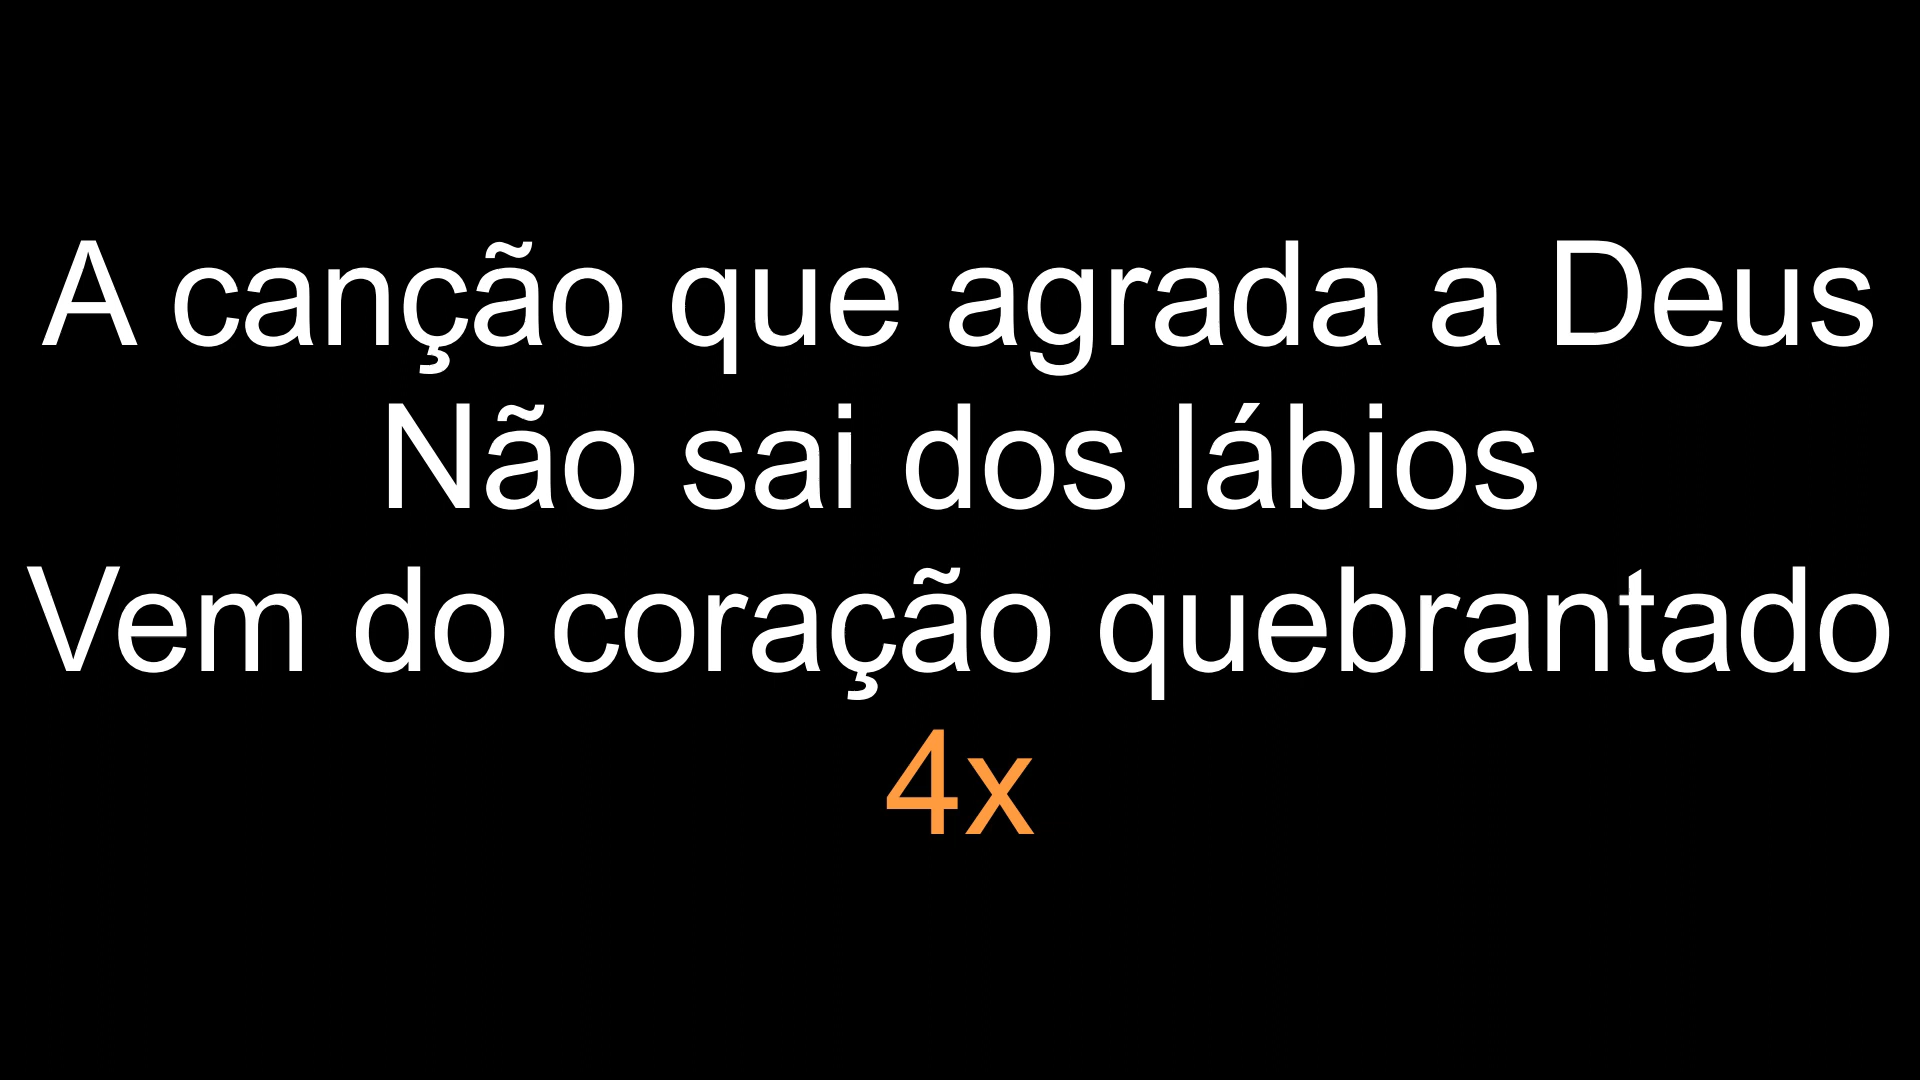 A canção que agrada a Deus
Não sai dos lábios
Vem do coração quebrantado
4x